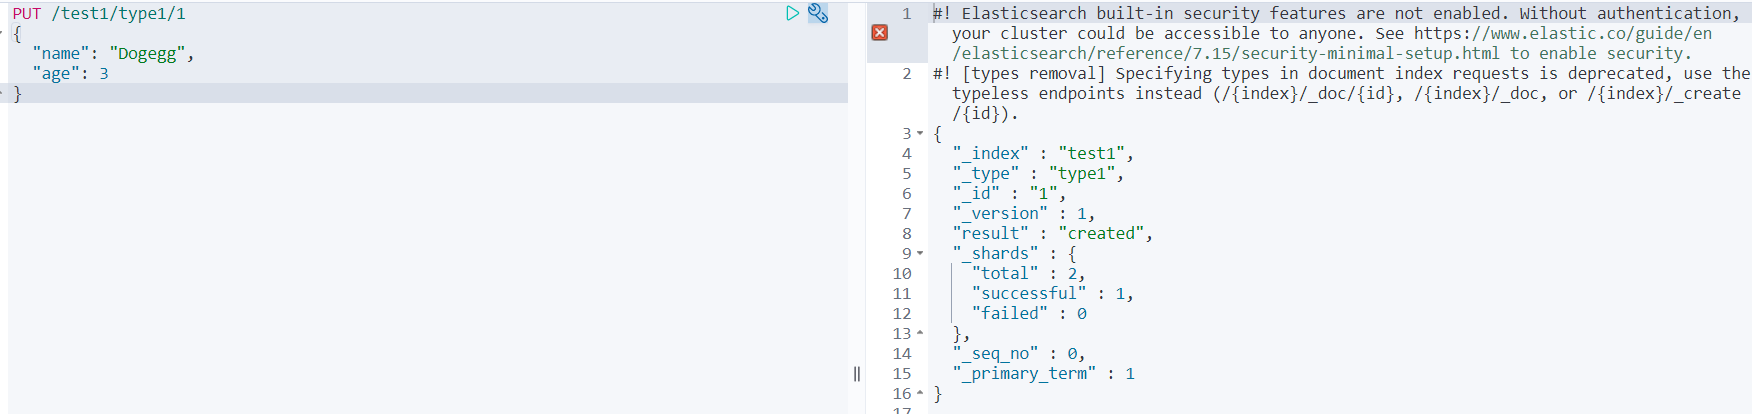 PUT /test1/type1/1
{
"name": "Dogegg",
"age": 3
}
1 #! Elasticsearch built-in security features are not enabled. Without authentication,
your cluster could be accessible to anyone. See https://www.elastic.co/guide/en
/elasticsearch/reference/7.15/security-minimal-setup.html to enable security.
2 #! [types removal] Specifying types in document index requests is deprecated, use the
typeless endpoints instead (/{index}/_doc/{id}, /{index}/_doc, or /{index}/_create
/{id}).
3 {
4 "_index" : "test1",
5 "_type" : "type1",
6 "_id" : "1",
7 "_version" : 1,
8 "result" : "created",
9 "_shards" : {
10 "total" : 2,
11 "successful" : 1,
12 "failed" : 0
13 },
14 "_seq_no" : 0,
15 "_primary_term" : 1
16 }
17